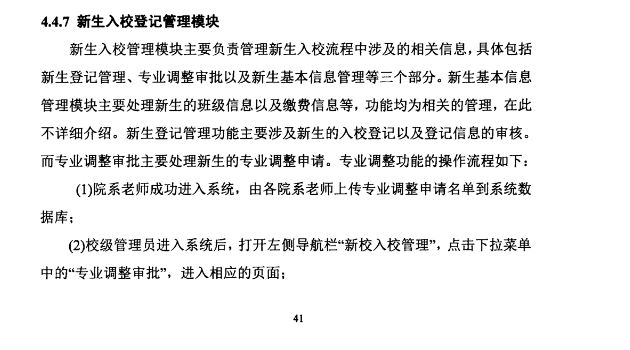 4.4.7 新生入校登记管理模块
新生入校管理模块主要负责管理新生入校流程中涉及的相关信息，具体包括
新生登记管理、专业调整审批以及新生基本信息管理等三个部分。新生基本信息
管理模块主要处理新生的班级信息以及缴费信息等，功能均为相关的管理，在此
不详细介绍。新生登记管理功能主要涉及新生的入校登记以及登记信息的审核。
而专业调整审批主要处理新生的专业调整申请。专业调整功能的操作流程如下：
(1)院系老师成功进入系统，由各院系老师上传专业调整申请名单到系统数
据库；
(2)校级管理员进入系统后，打开左侧导航栏“新校入校管理”，点击下拉菜单
中的“专业调整审批”，进入相应的页面；
41